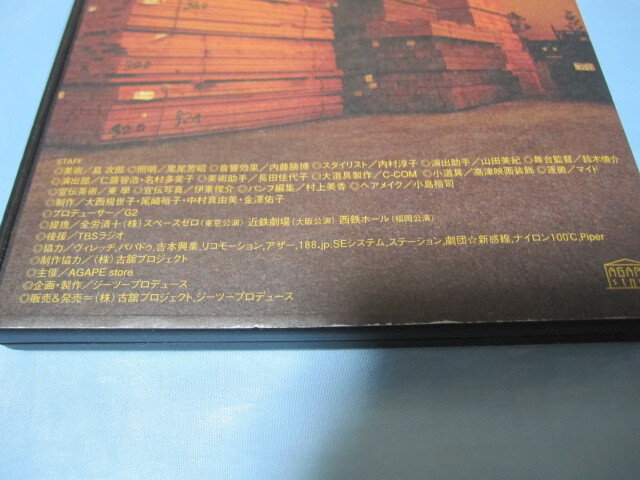 STAFF
◎美術／島 次郎 ◎照明／黒尾芳昭 ◎音響効果／内藤勝博 ◎スタイリスト／内村淳子 ◎演出助手／山田美紀 ◎舞台監督／鈴木慎介
◎演出部／仁藤智浩・名村多美子 ◎美術助手／長田佳代子 ◎大道具製作／C-COM ◎小道具／高津映画装飾 ◎運搬／マイド
◎宣伝美術／東 學 ◎宣伝写真／伊東俊介 ◎パンフ編集／村上美香 ◎ヘアメイク／小島裕司
◎制作／大西規世子・尾崎裕子・中村真由美・金澤佑子
◎プロデューサー／G2
◎提携／全労済十(株)スペースゼロ(東京公演) 近鉄劇場(大阪公演) 西鉄ホール(福岡公演)
◎後援／TBSラジオ
◎協力／ヴィレッヂ,パパドゥ,吉本興業,リコモーション,アザー,188.jp,SEシステム,ステーション,劇団☆新感線,ナイロン100℃,Piper
◎制作協力／(株)古舘プロジェクト
◎主催／AGAPE store
◎企画・製作／ジーツープロデュース
◎販売&発売＝(株)古舘プロジェクト,ジーツープロデュース
AGAPE